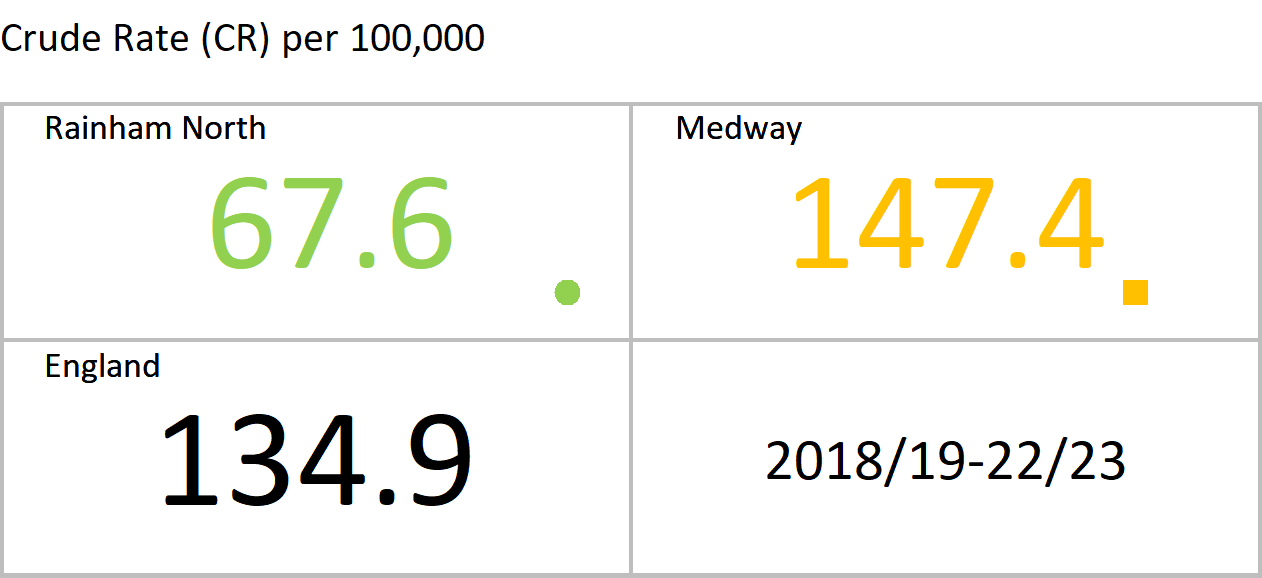 Crude Rate (CR) per 100,000
Rainham North
67.6
Medway
147.4
England
134.9
2018/19-22/23